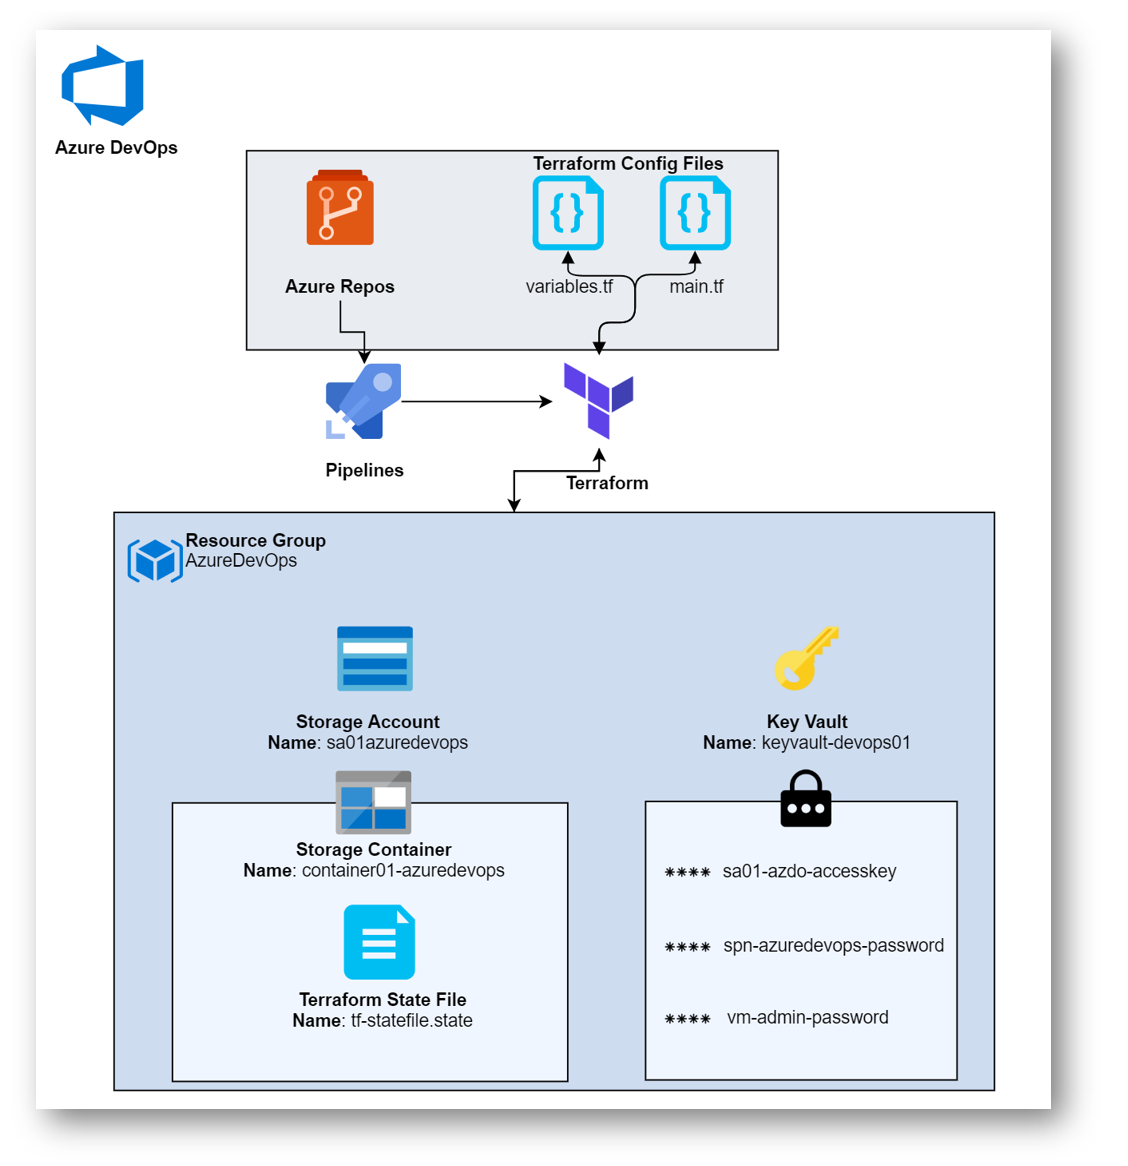 Azure DevOps
Terraform Config Files
Azure Repos
variables.tf
main.tf
Pipelines
Terraform
Resource Group
AzureDevOps
Storage Account
Name: sa01azuredevops
Key Vault
Name: keyvault-devops01
Storage Container
Name: container01-azuredevops
Terraform State File
Name: tf-statefile.state
**** sa01-azdo-accesskey
**** spn-azuredevops-password
**** vm-admin-password